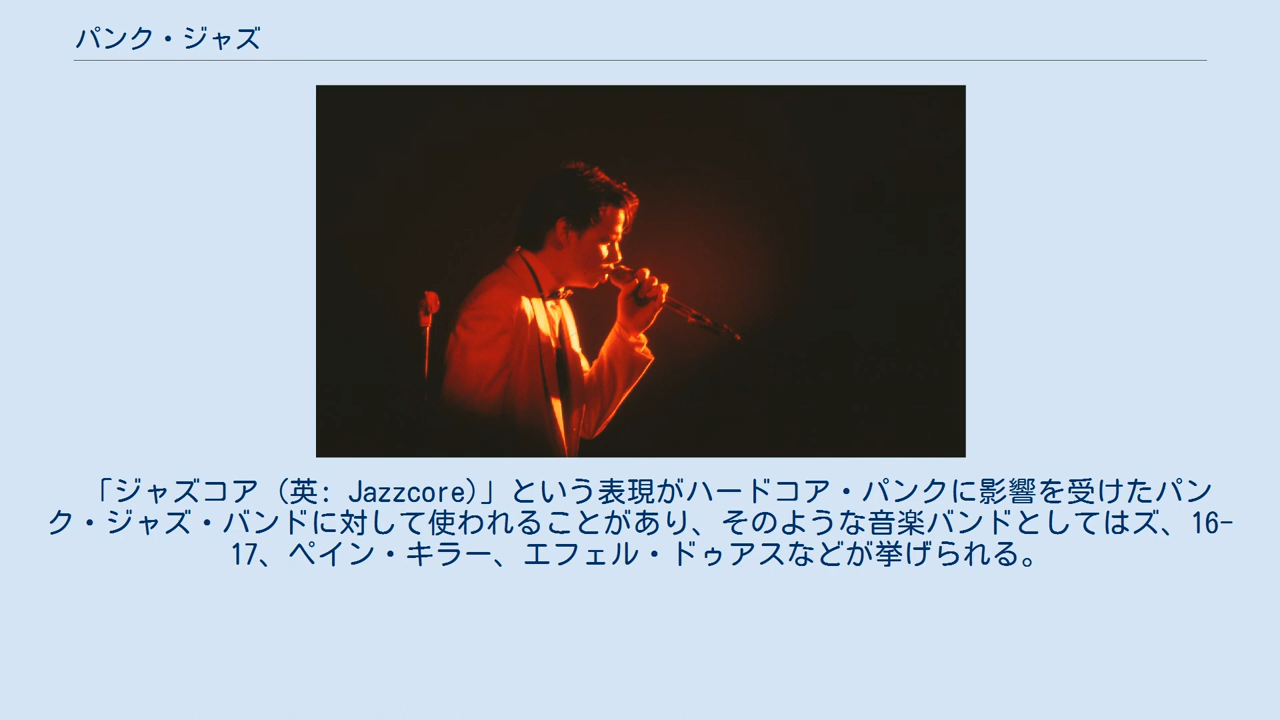 パンク・ジャズ
「ジャズコア（英: Jazzcore）」という表現がハードコア・パンクに影響を受けたパン
ク・ジャズ・バンドに対して使われることがあり、そのような音楽バンドとしてはズ、16-
17、ペイン・キラー、エフェル・ドゥアスなどが挙げられる。